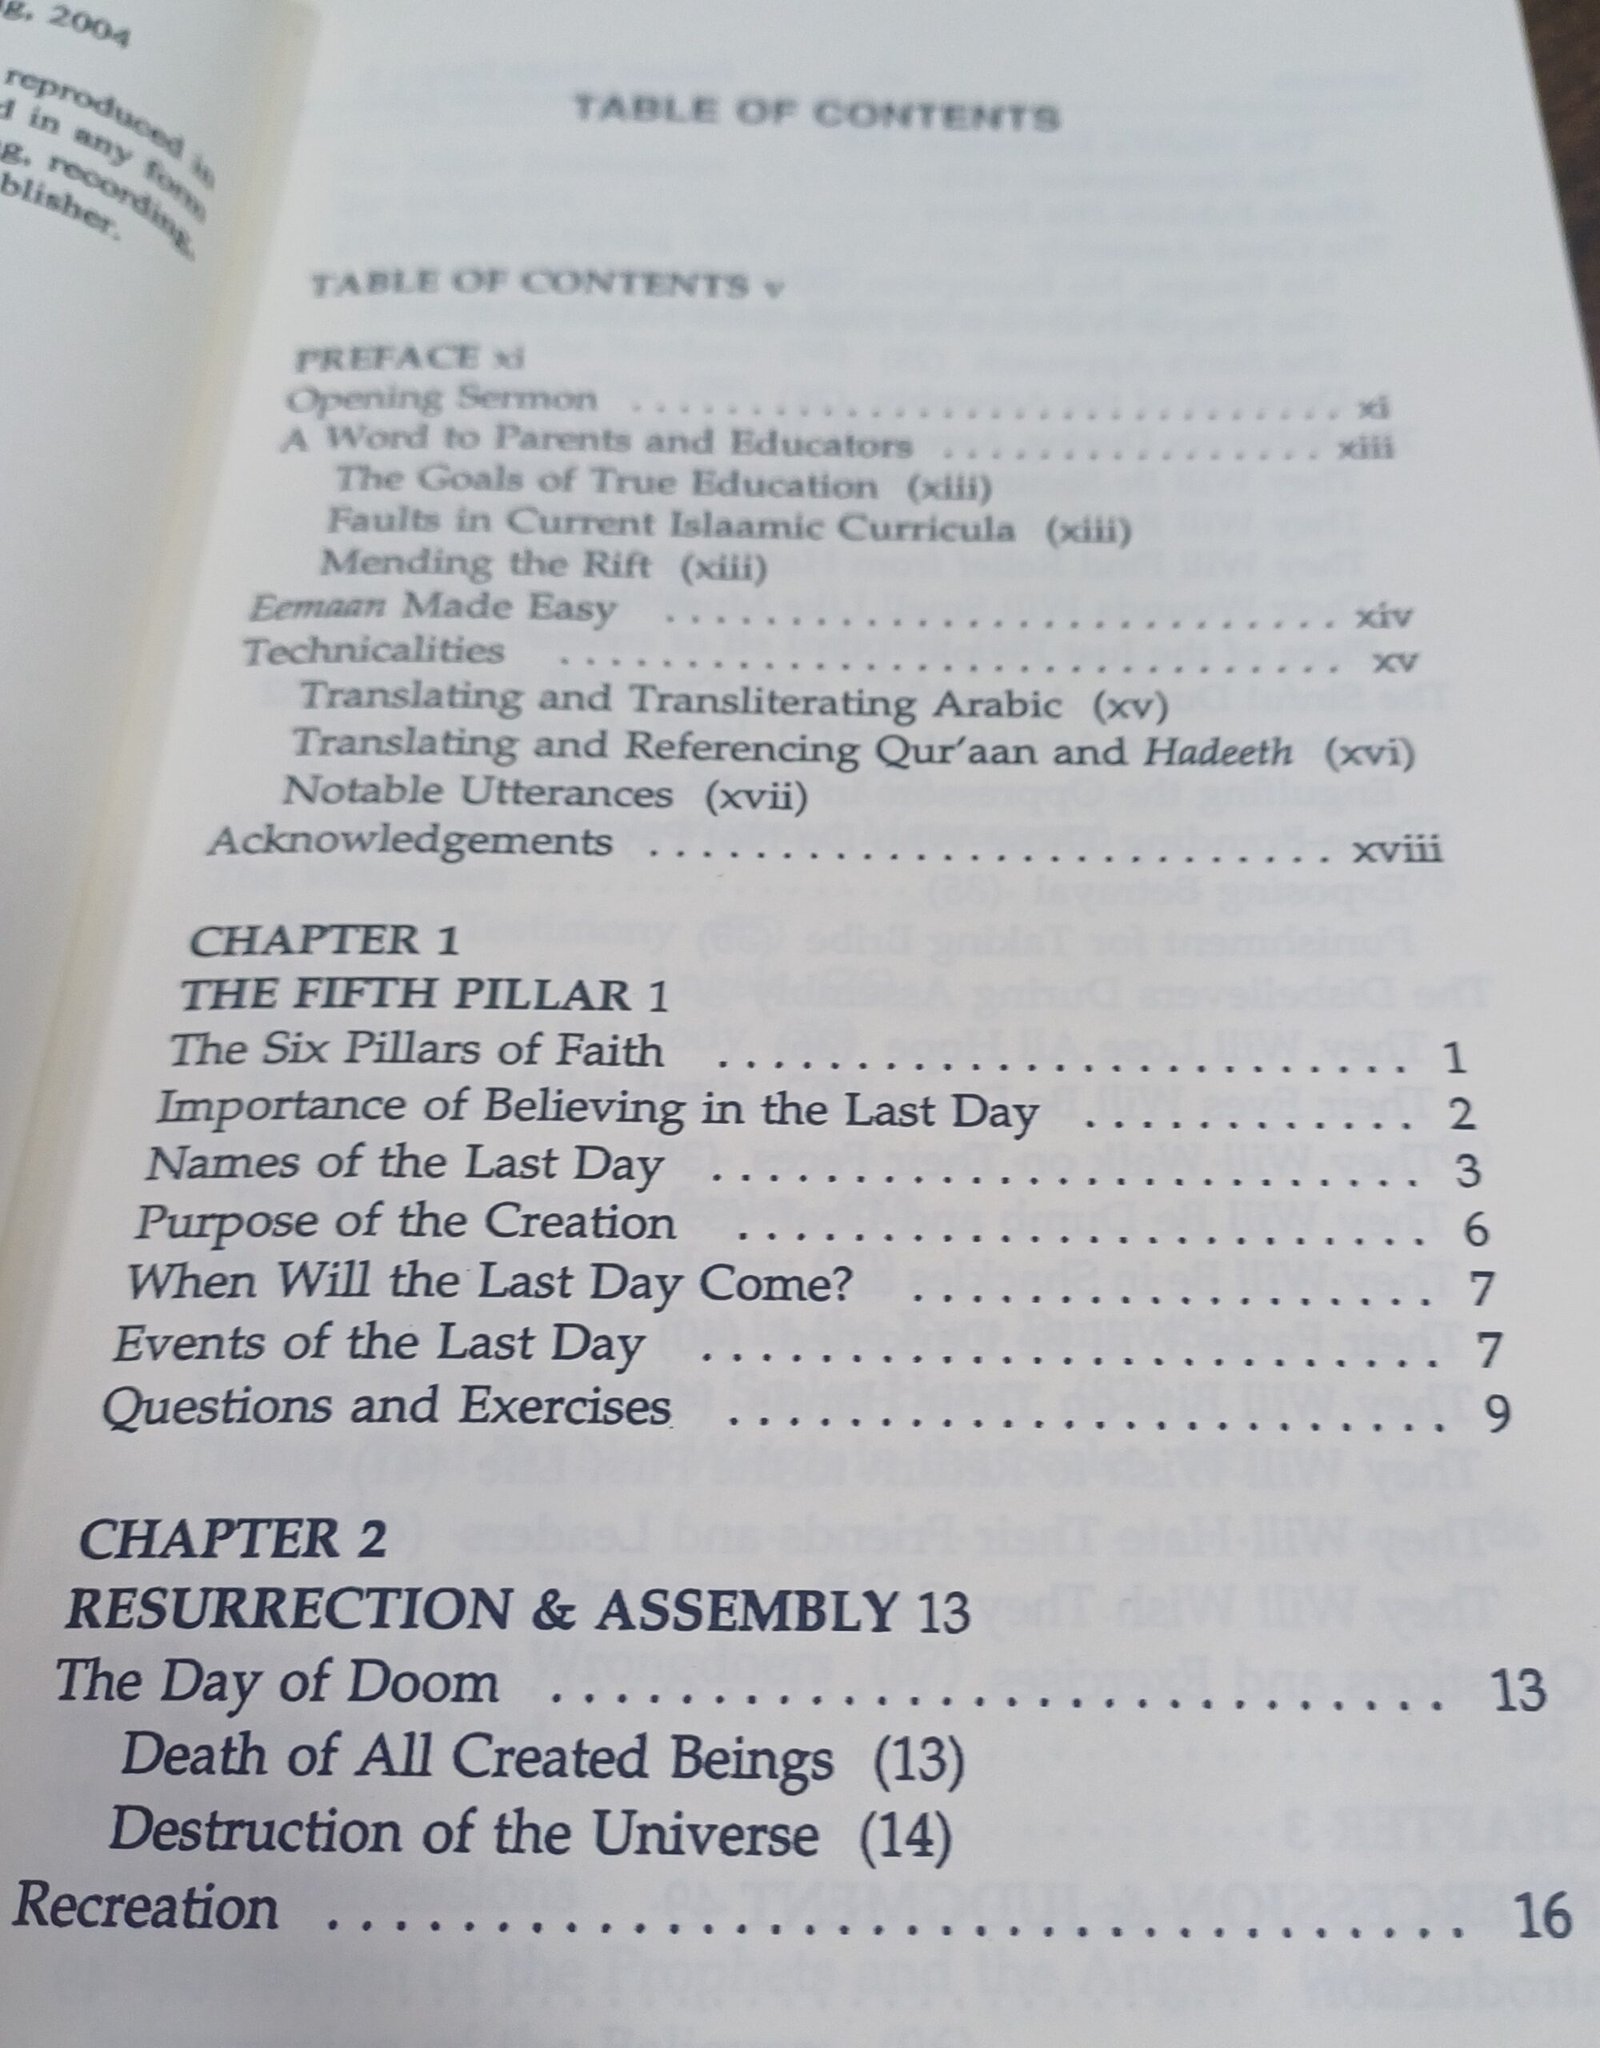 g, 2004
reproduced in
d in any form
g, recording,
blisher.
TABLE OF CONTENTS
TABLE OF CONTENTS v
PREFACE xi
Opening Sermon ................................ xi
A Word to Parents and Educators ................. xiii
The Goals of True Education (xiii)
Faults in Current Islaamic Curricula (xiii)
Mending the Rift (xiii)
Eemaan Made Easy ............................. xiv
Technicalities ................................. xv
Translating and Transliterating Arabic (xv)
Translating and Referencing Qur'aan and Hadeeth (xvi)
Notable Utterances (xvii)
Acknowledgements ........................... xviii
CHAPTER 1
THE FIFTH PILLAR 1
The Six Pillars of Faith ......................... 1
Importance of Believing in the Last Day ............ 2
Names of the Last Day ......................... 3
Purpose of the Creation ........................ 6
When Will the Last Day Come? ................... 7
Events of the Last Day ......................... 7
Questions and Exercises ........................ 9
CHAPTER 2
RESURRECTION & ASSEMBLY 13
The Day of Doom ............................. 13
Death of All Created Beings (13)
Destruction of the Universe (14)
Recreation ................................... 16